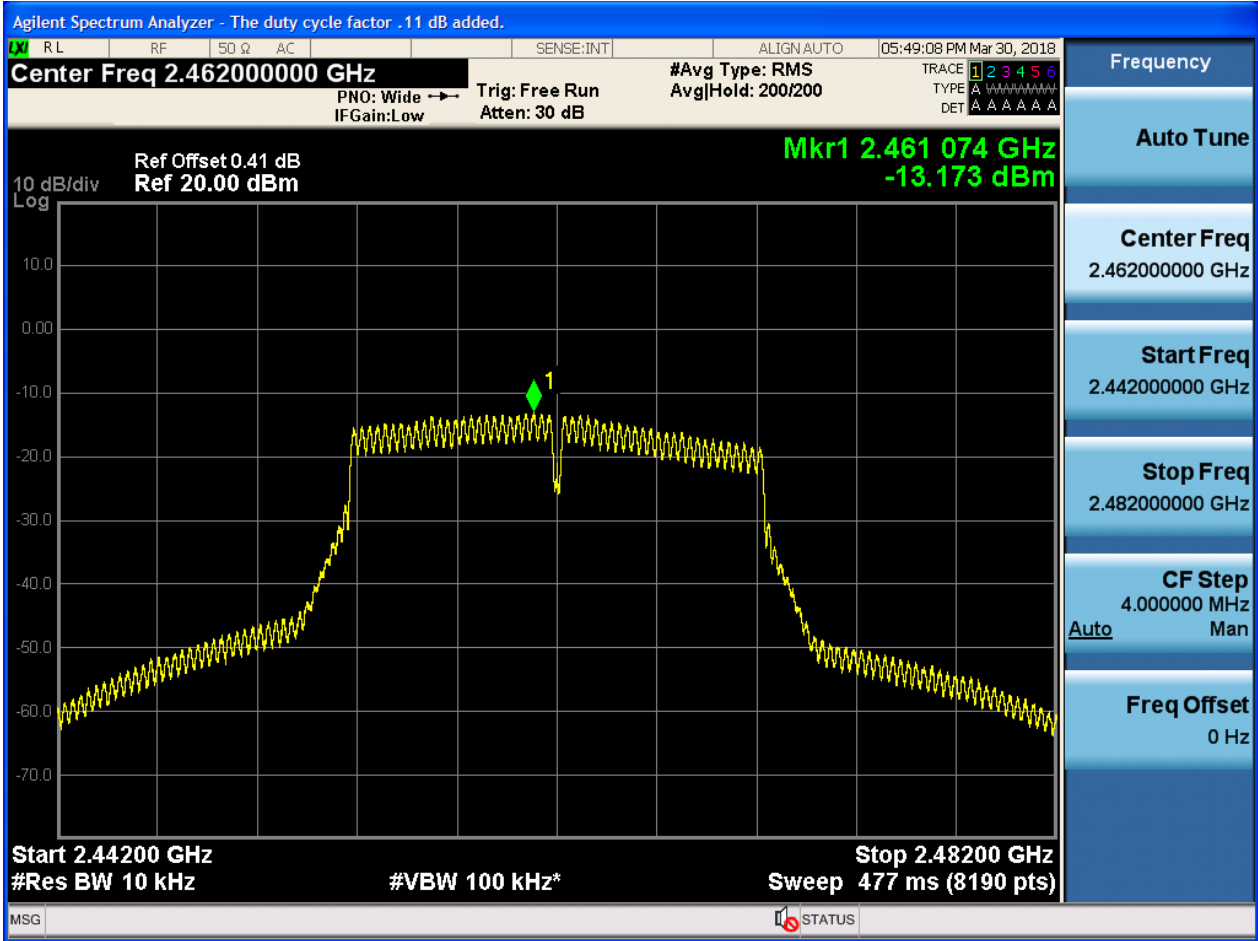 Agilent Spectrum Analyzer - The duty cycle factor .11 dB added.
LXI RL RF 50 Ω AC SENSE:INT ALIGNAUTO 05:49:08 PM Mar 30, 2018
Center Freq 2.462000000 GHz
PNO: Wide
IFGain:Low
Trig: Free Run
Atten: 30 dB
#Avg Type: RMS
Avg|Hold: 200/200
TRACE 1 2 3 4 5 6
TYPE A WWWWW
DET A A A A A A
Mkr1 2.461 074 GHz
-13.173 dBm
Ref Offset 0.41 dB
10 dB/div Ref 20.00 dBm
Log
10.0
0.00
-10.0
-20.0
-30.0
-40.0
-50.0
-60.0
-70.0
1
Start 2.44200 GHz Stop 2.48200 GHz
#Res BW 10 kHz #VBW 100 kHz* Sweep 477 ms (8190 pts)
MSG STATUS
Frequency
Auto Tune
Center Freq
2.462000000 GHz
Start Freq
2.442000000 GHz
Stop Freq
2.482000000 GHz
CF Step
4.000000 MHz
Auto Man
Freq Offset
0 Hz